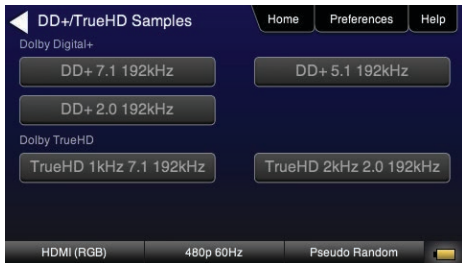 DD+/TrueHD Samples Home Preferences Help
Dolby Digital+
DD+ 7.1 192kHz DD+ 5.1 192kHz
DD+ 2.0 192kHz
Dolby TrueHD
TrueHD 1kHz 7.1 192kHz TrueHD 2kHz 2.0 192kHz
HDMI (RGB) 480p 60Hz Pseudo Random